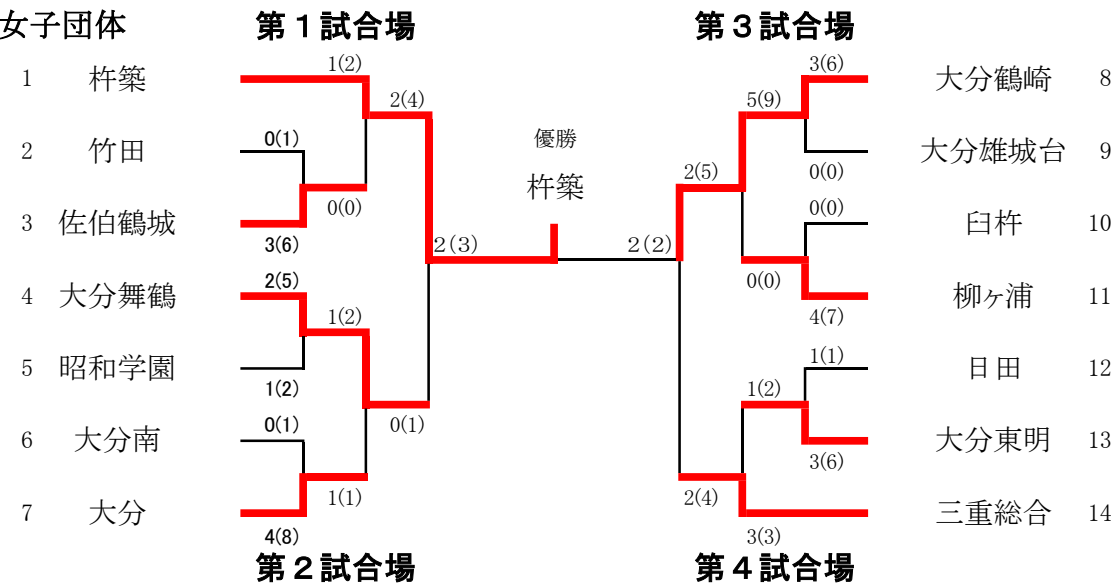 女子団体
第１試合場
第３試合場
1 杵築
1(2)
2(4)
2 竹田
0(1)
3 佐伯鶴城
3(6)
0(0)
4 大分舞鶴
2(5)
1(2)
5 昭和学園
1(2)
0(1)
6 大分南
0(1)
1(1)
7 大分
4(8)
優勝
杵築
2(3)
2(2)
3(6)
大分鶴崎 8
5(9)
大分雄城台 9
0(0)
2(5)
0(0)
臼杵 10
0(0)
柳ヶ浦 11
4(7)
1(1)
日田 12
1(2)
大分東明 13
3(6)
2(4)
三重総合 14
3(3)
第２試合場
第４試合場